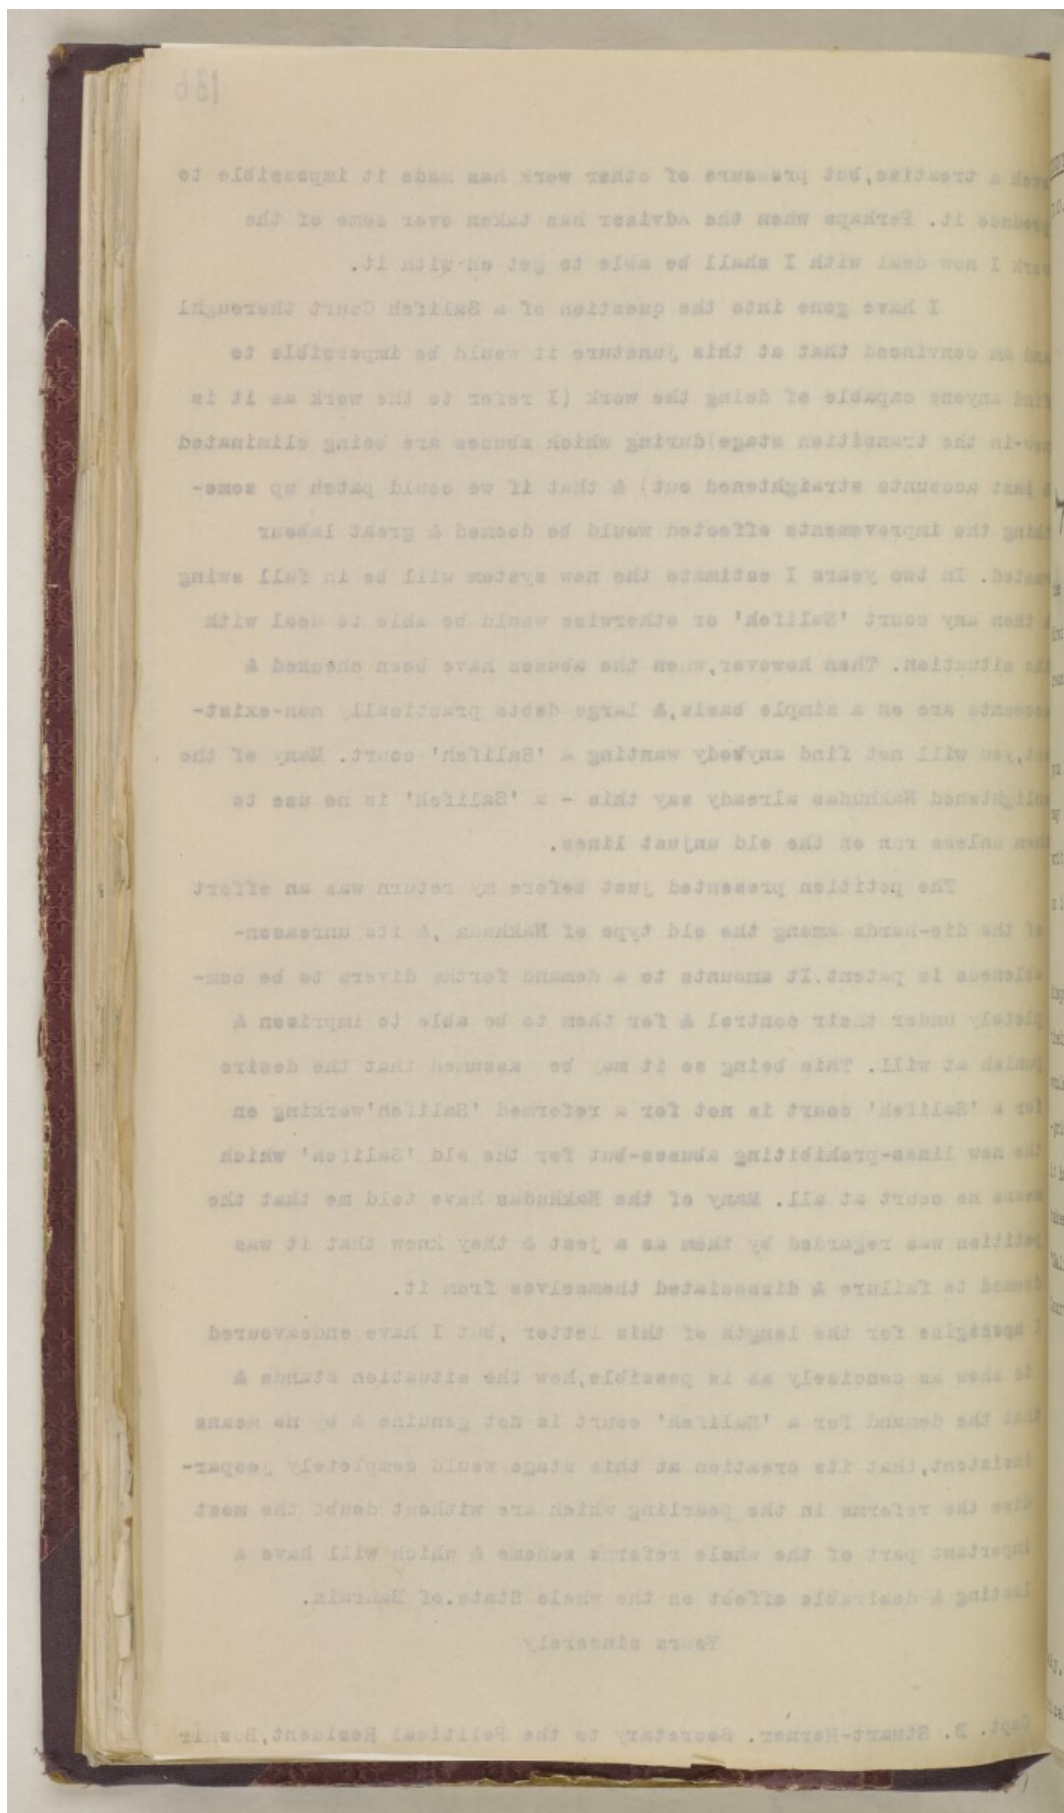 136
such a treatise,but pressure of other work has made it impossible to
produce it. Perhaps when the Adviser has taken over some of the
work I now deal with I shall be able to get on with it.
I have gone into the question of a Salifeh Court thoroughl
and am convinced that at this juncture it would be impossible to
find anyone capable of doing the work (I refer to the work as it is
now-in the transition stage)during which abuses are being eliminated
& just accounts straightened out) & that if we could patch up some-
thing the improvements effected would be doomed & great labour
wasted. In two years I estimate the new system will be in full swing
& then any court 'Salifeh' or otherwise would be able to deal with
the situation. Then however,when the abuses have been checked &
accounts are on a simple basis,& large debts practically non-exist-
ent,you will not find anybody wanting a 'Salifeh' court. Many of the
enlightened Nakhudas already say this - a 'Salifeh' is no use to
them unless run on the old unjust lines.
The petition presented just before my return was an effort
of the die-hards among the old type of Nakhuda ,& its unreason-
ableness is patent.It amounts to a demand forthe divers to be com-
pletely under their control & for them to be able to imprison &
punish at will. This being so it may be assumed that the desire
for a 'Salifeh' court is not for a reformed 'Salifeh'working on
the new lines-prohibiting abuses-but for the old 'Salifeh' which
means no court at all. Many of the Nakhudas have told me that the
petition was regarded by them as a jest & they knew that it was
doomed to failure & dissociated themselves from it.
I apologise for the length of this letter ,but I have endeavoured
to shew as concisely as is possible,how the situation stands &
that the demand for a 'Salifeh' court is not genuine & by no means
insistent,that its creation at this stage would completely jeopar-
dise the reforms in the pearling which are without doubt the most
important part of the whole reforms scheme & which will have a
lasting & desirable affect on the whole State.of Bahrain.
Yours sincerely
Capt. B. Stuart-Horner. Secretary to the Political Resident,Bushir